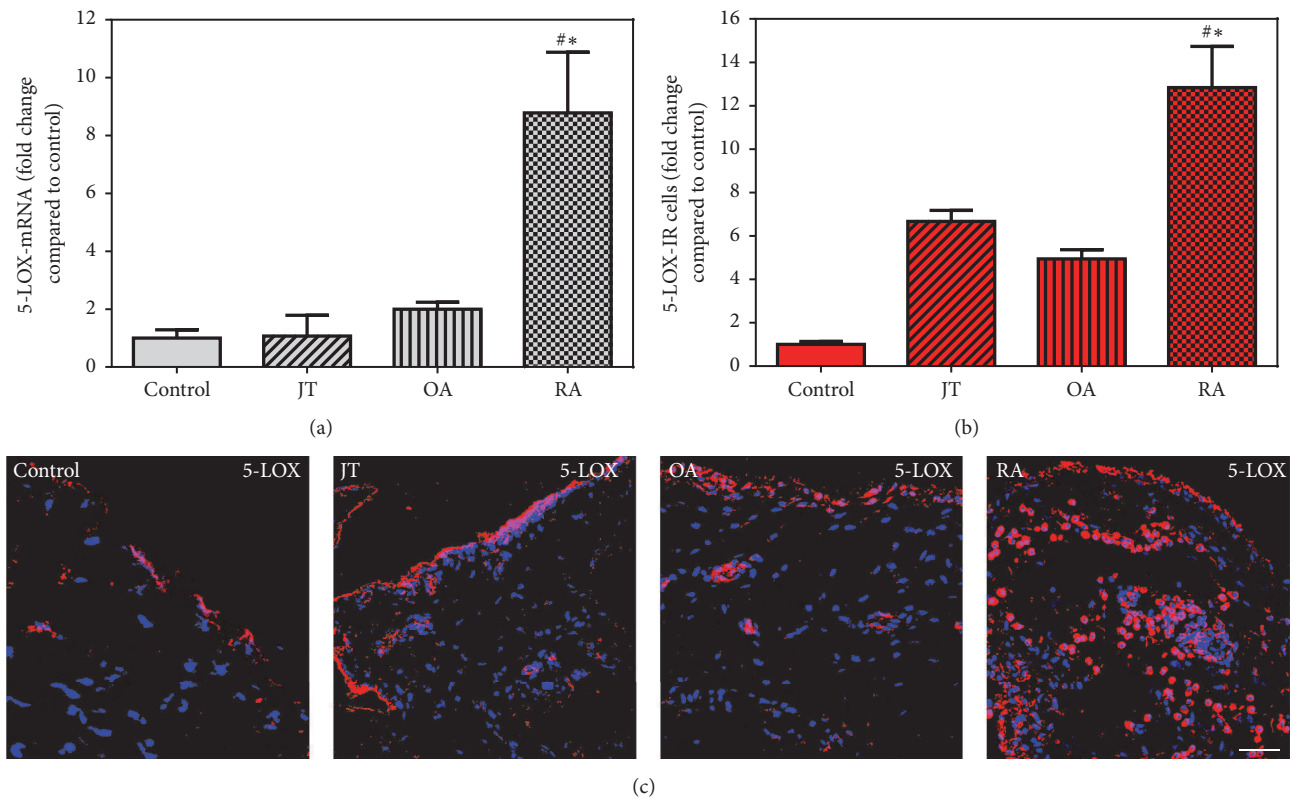 12
10
8
6
4
2
0
5-LOX-mRNA (fold change
compared to control)
#*
Control JT OA RA
(a)
16
14
12
10
8
6
4
2
0
5-LOX-IR cells (fold change
compared to control)
#*
Control JT OA RA
(b)
Control 5-LOX
JT 5-LOX
OA 5-LOX
RA 5-LOX
(c)